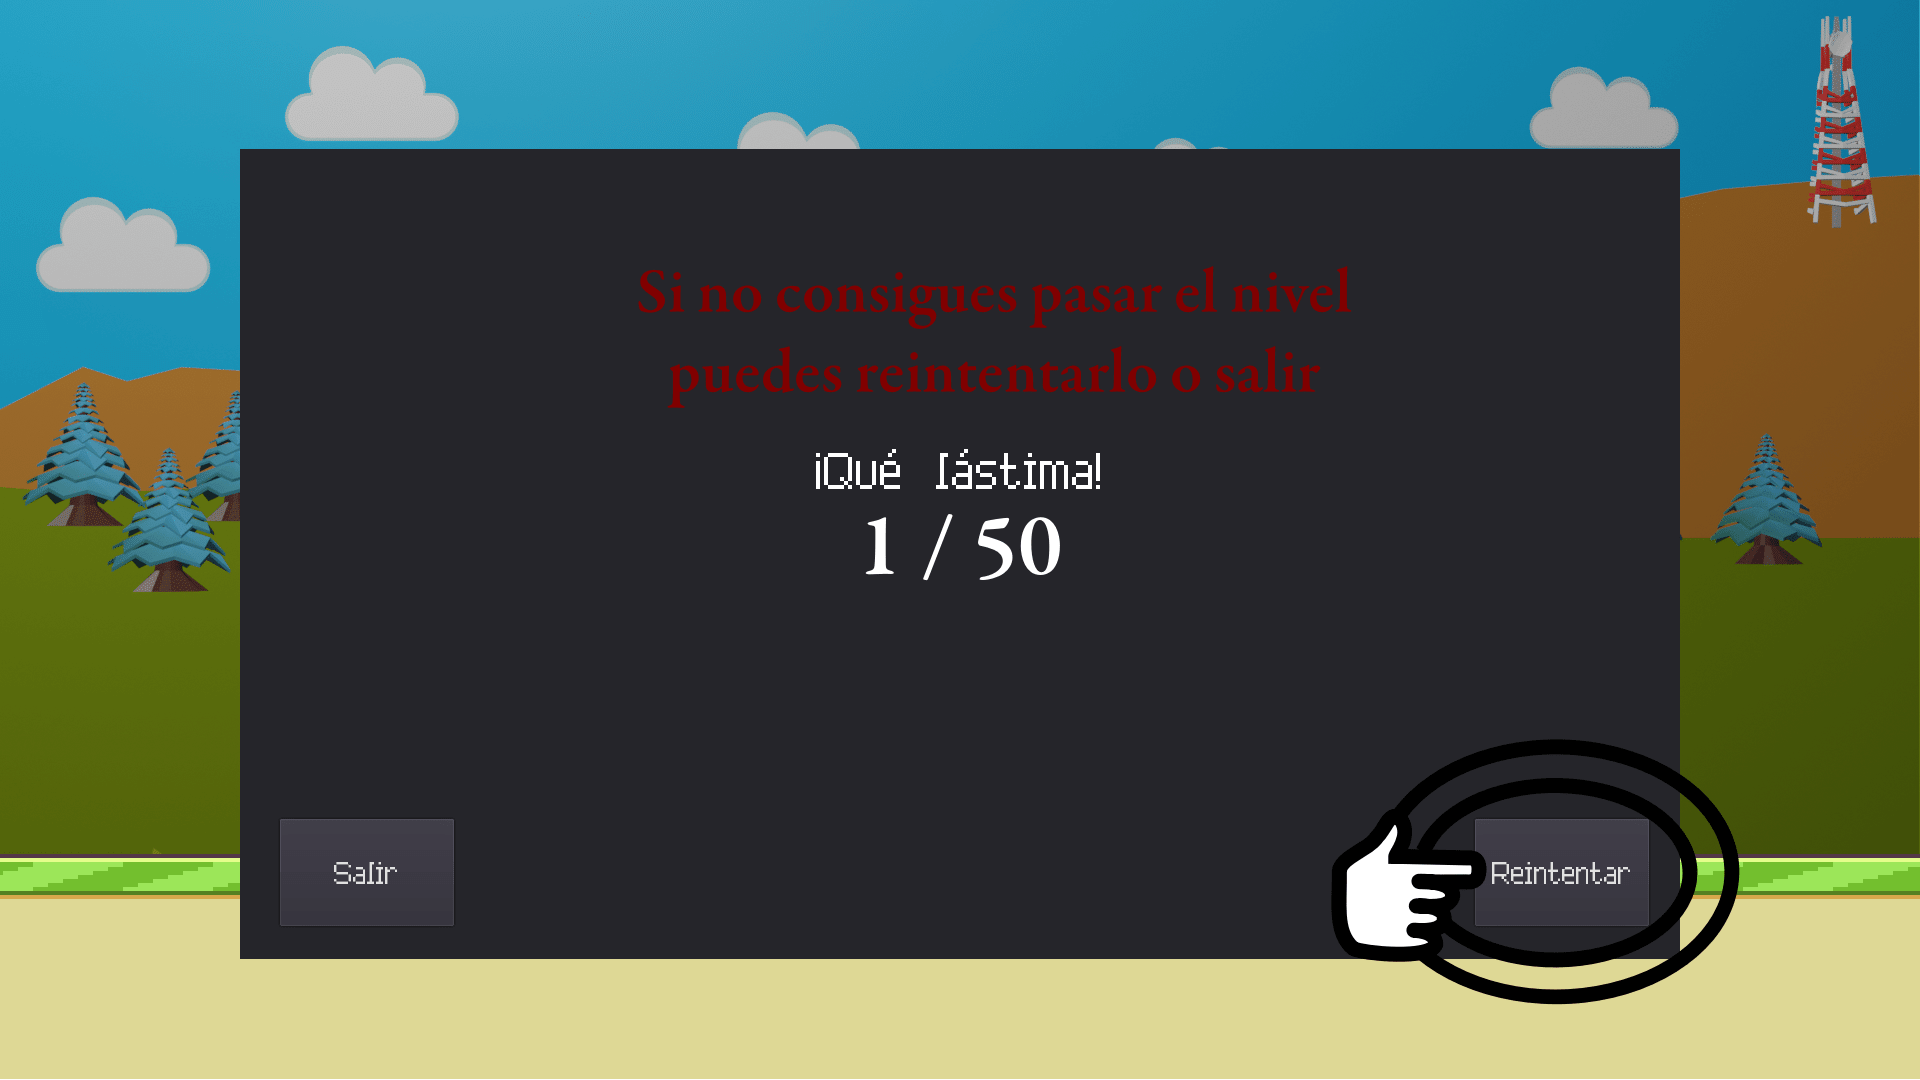 Si no consigues pasar el nivel
puedes reintentarlo o salir
¡Qué lástima!
1 / 50
Salir
Reintentar